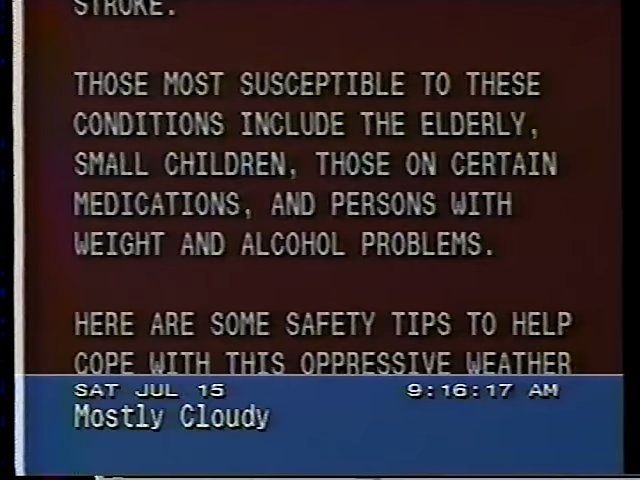 STROKE.
THOSE MOST SUSCEPTIBLE TO THESE
CONDITIONS INCLUDE THE ELDERLY,
SMALL CHILDREN, THOSE ON CERTAIN
MEDICATIONS, AND PERSONS WITH
WEIGHT AND ALCOHOL PROBLEMS.
HERE ARE SOME SAFETY TIPS TO HELP
COPE WITH THIS OPPRESSIVE WEATHER
SAT JUL 15 9:16:17 AM
Mostly Cloudy